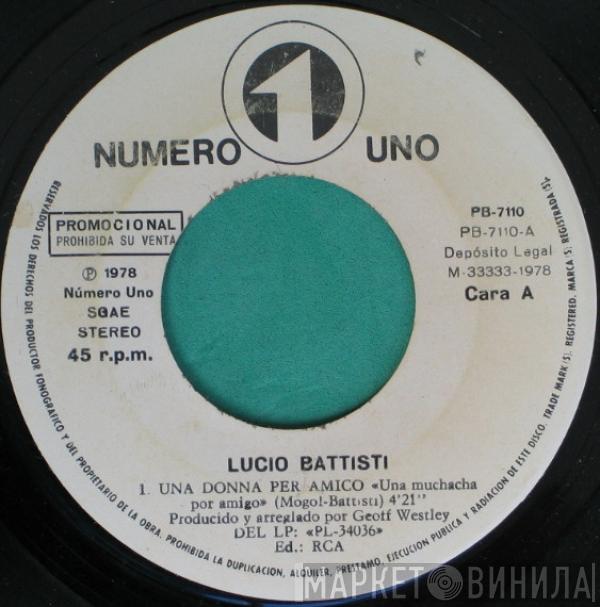 1
NUMERO UNO
PROMOCIONAL
PROHIBIDA SU VENTA
℗ 1978
Número Uno
SGAE
STEREO
45 r.p.m.
PB-7110
PB-7110-A
Depósito Legal
M-33333-1978
Cara A
LUCIO BATTISTI
1. UNA DONNA PER AMICO «Una muchacha
por amigo» (Mogol-Battisti) 4'21"
Producido y arreglado por Geoff Westley
DEL LP: «PL-34036»
Ed.: RCA
RESERVADOS LOS DERECHOS DEL PRODUCTOR FONOGRAFICO Y DEL PROPIETARIO DE LA OBRA. PROHIBIDA LA DUPLICACION, ALQUILER, PRESTAMO, EJECUCION PUBLICA Y RADIACION DE ESTE DISCO. TRADE MARK (S). REGISTERED. MARCA (S) REGISTRADA (S).
МАРКЕТ ВИНИЛА